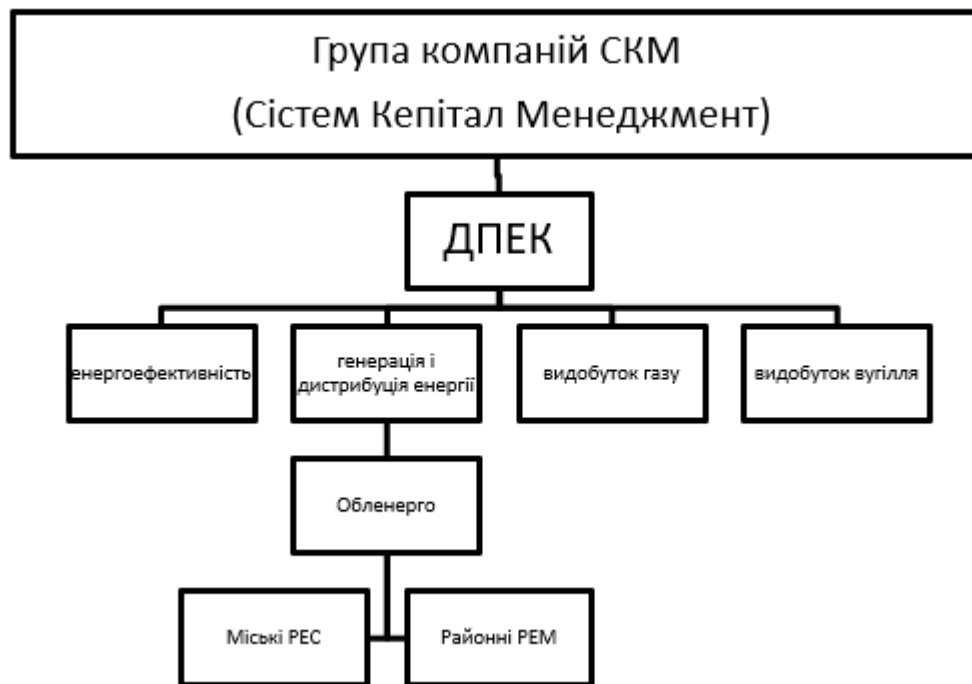 Група компаній СКМ
(Сістем Кепітал Менеджмент)
ДПЕК
енергоефективність
генерація і
дистрибуція енергії
видобуток газу
видобуток вугілля
Обленерго
Міські РЕС
Районні РЕМ